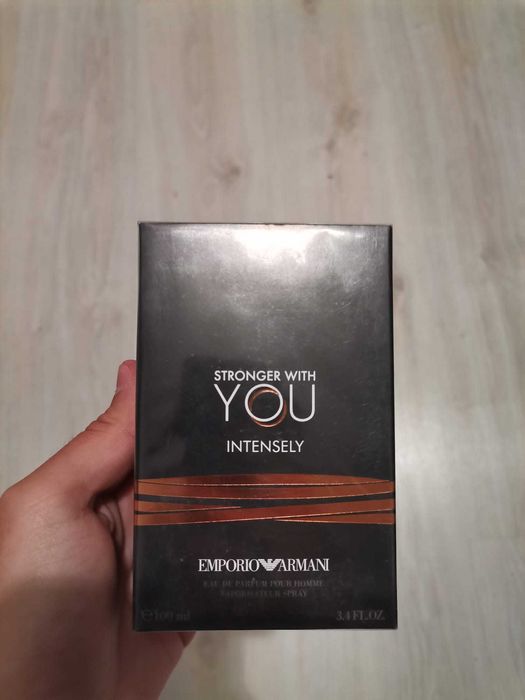 STRONGER WITH
YOU
INTENSELY
EMPORIO ARMANI
EAU DE PARFUM POUR HOMME
VAPORISATEUR SPRAY
℮100 ml 3.4 FL.OZ